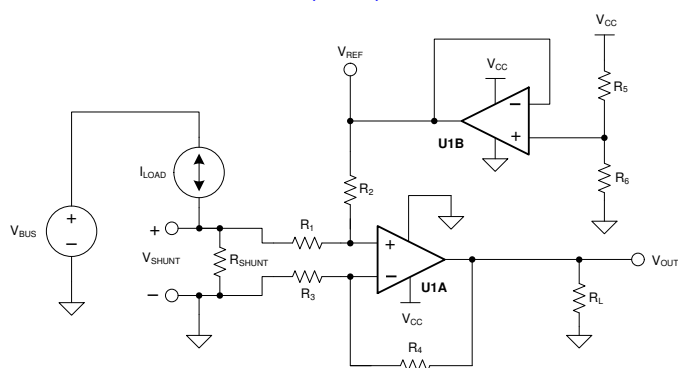 VCC
VREF
VCC
R5
−
+
U1B
R6
ILOAD
R2
VBUS
+
−
+
VSHUNT
−
RSHUNT
R1
R3
+
−
U1A
VCC
R4
VOUT
RL